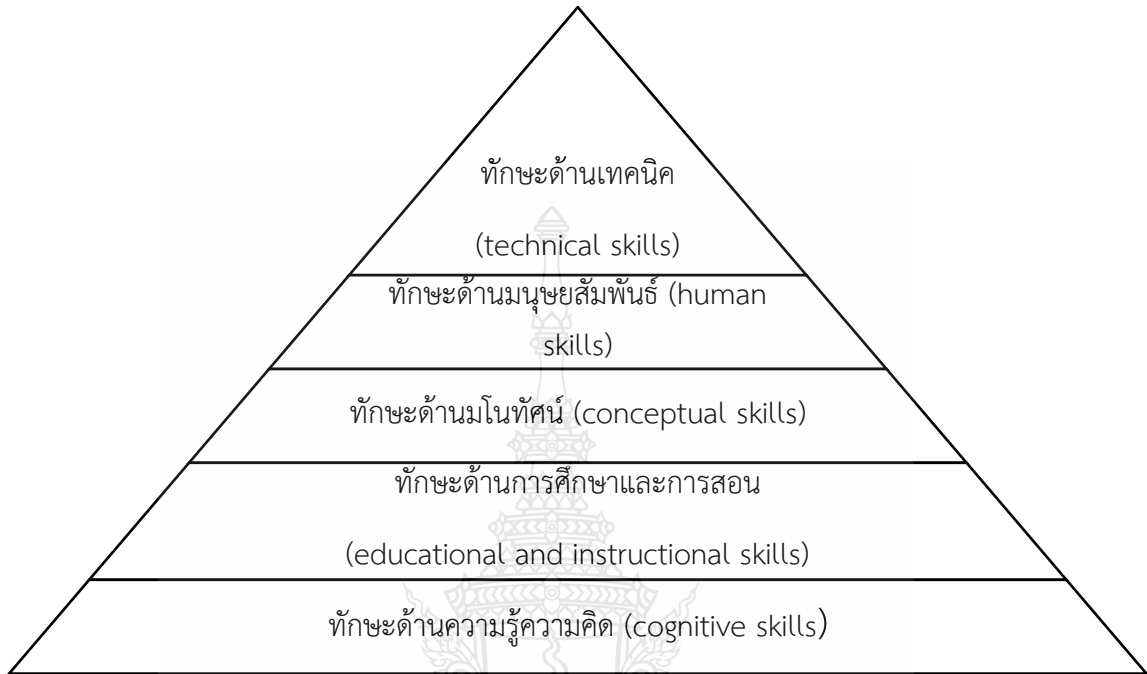 ทักษะด้านเทคนิค
(technical skills)
ทักษะด้านมนุษยสัมพันธ์ (human
skills)
ทักษะด้านมโนทัศน์ (conceptual skills)
ทักษะด้านการศึกษาและการสอน
(educational and instructional skills)
ทักษะด้านความรู้ความคิด (cognitive skills)